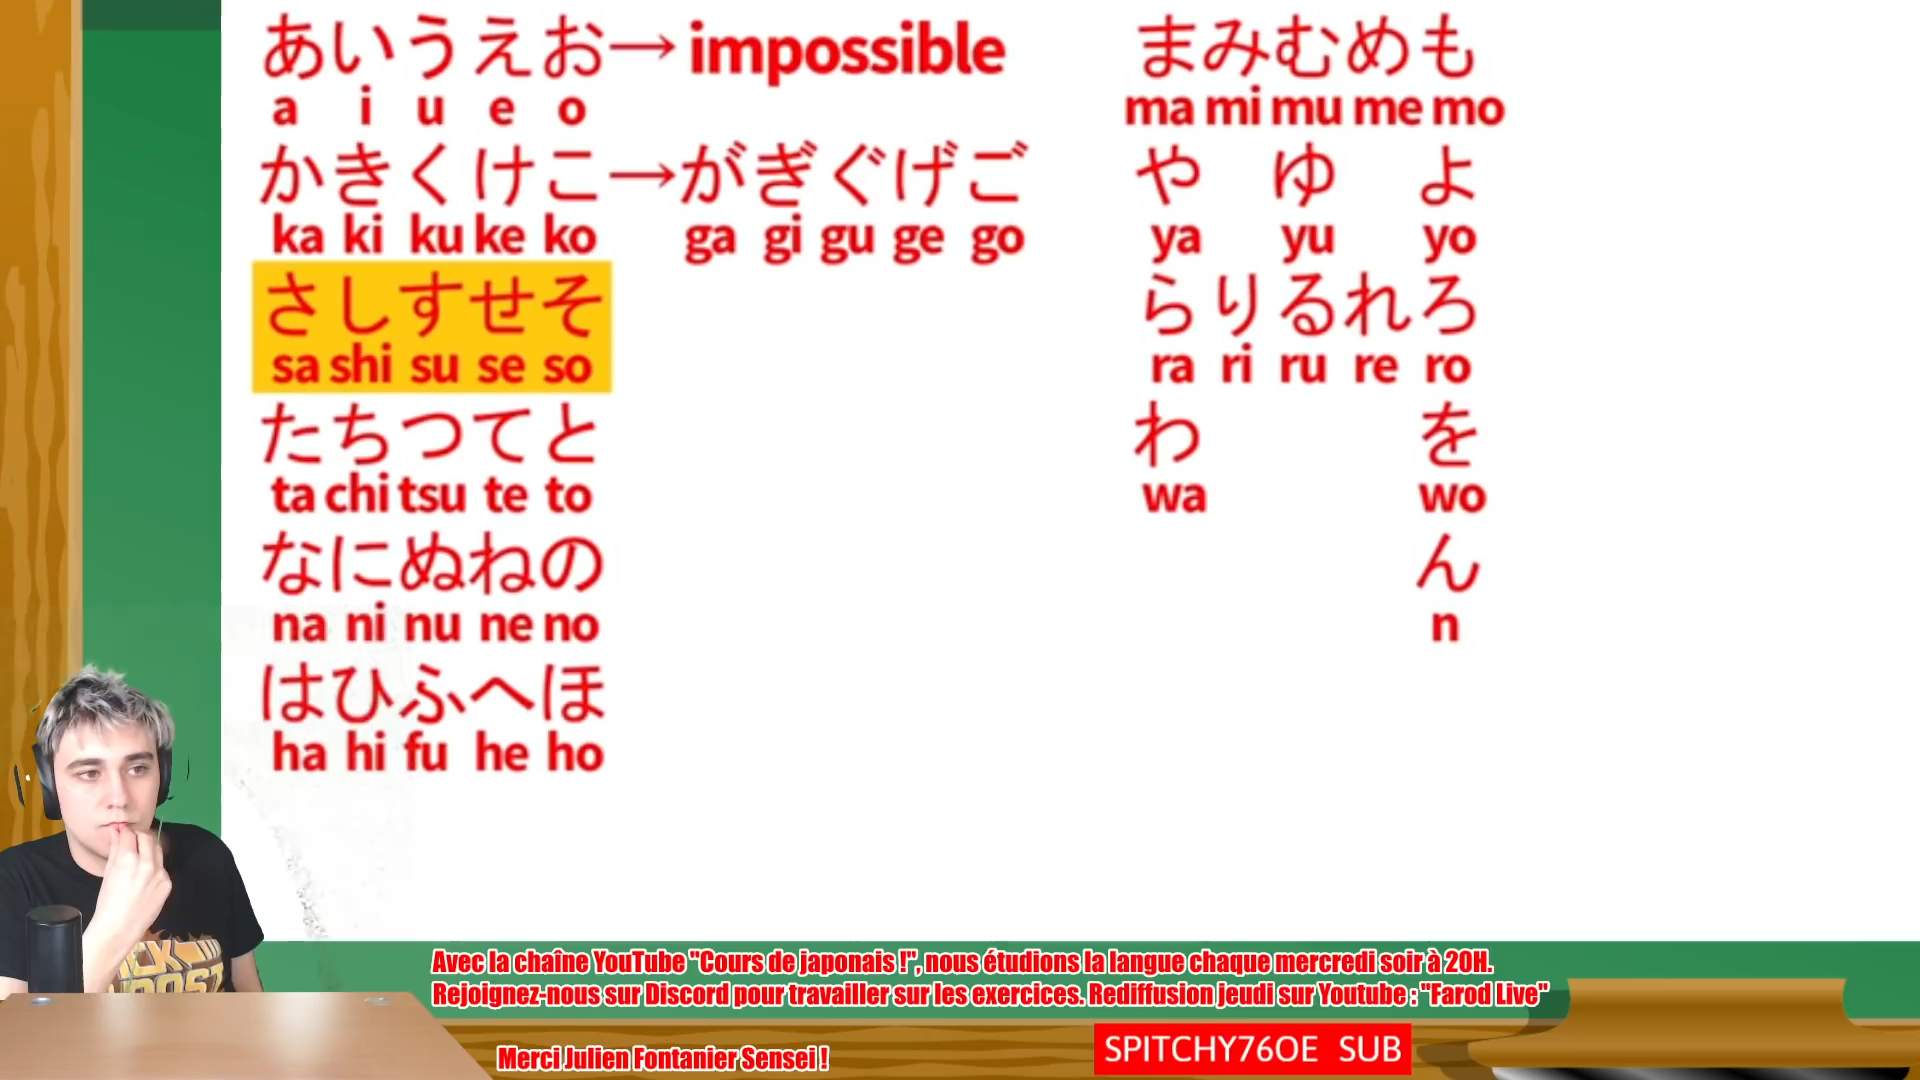 あいうえお→impossible
a i u e o
かきくけこ→がぎぐげご
ka ki ku ke ko ga gi gu ge go
さしすせそ
sa shi su se so
たちつてと
ta chi tsu te to
なにぬねの
na ni nu ne no
はひふへほ
ha hi fu he ho
まみむめも
ma mi mu me mo
や ゆ よ
ya yu yo
らりるれろ
ra ri ru re ro
わ を
wa wo
ん
n
Avec la chaîne YouTube "Cours de japonais !", nous étudions la langue chaque mercredi soir à 20H.
Rejoignez-nous sur Discord pour travailler sur les exercices. Rediffusion jeudi sur Youtube : "Farod Live"
Merci Julien Fontanier Sensei !
SPITCHY76OE SUB